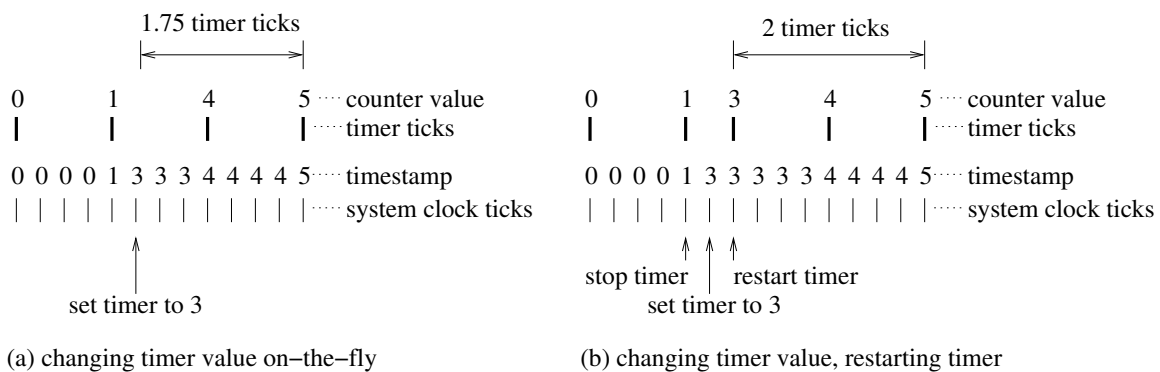 1.75 timer ticks
0 1 4 5 ····· counter value
····· timer ticks
0 0 0 0 1 3 3 3 4 4 4 4 5 ····· timestamp
····· system clock ticks
set timer to 3
(a) changing timer value on−the−fly
2 timer ticks
0 1 3 4 5 ····· counter value
····· timer ticks
0 0 0 0 1 3 3 3 3 3 4 4 4 4 5 ····· timestamp
····· system clock ticks
stop timer restart timer
set timer to 3
(b) changing timer value, restarting timer